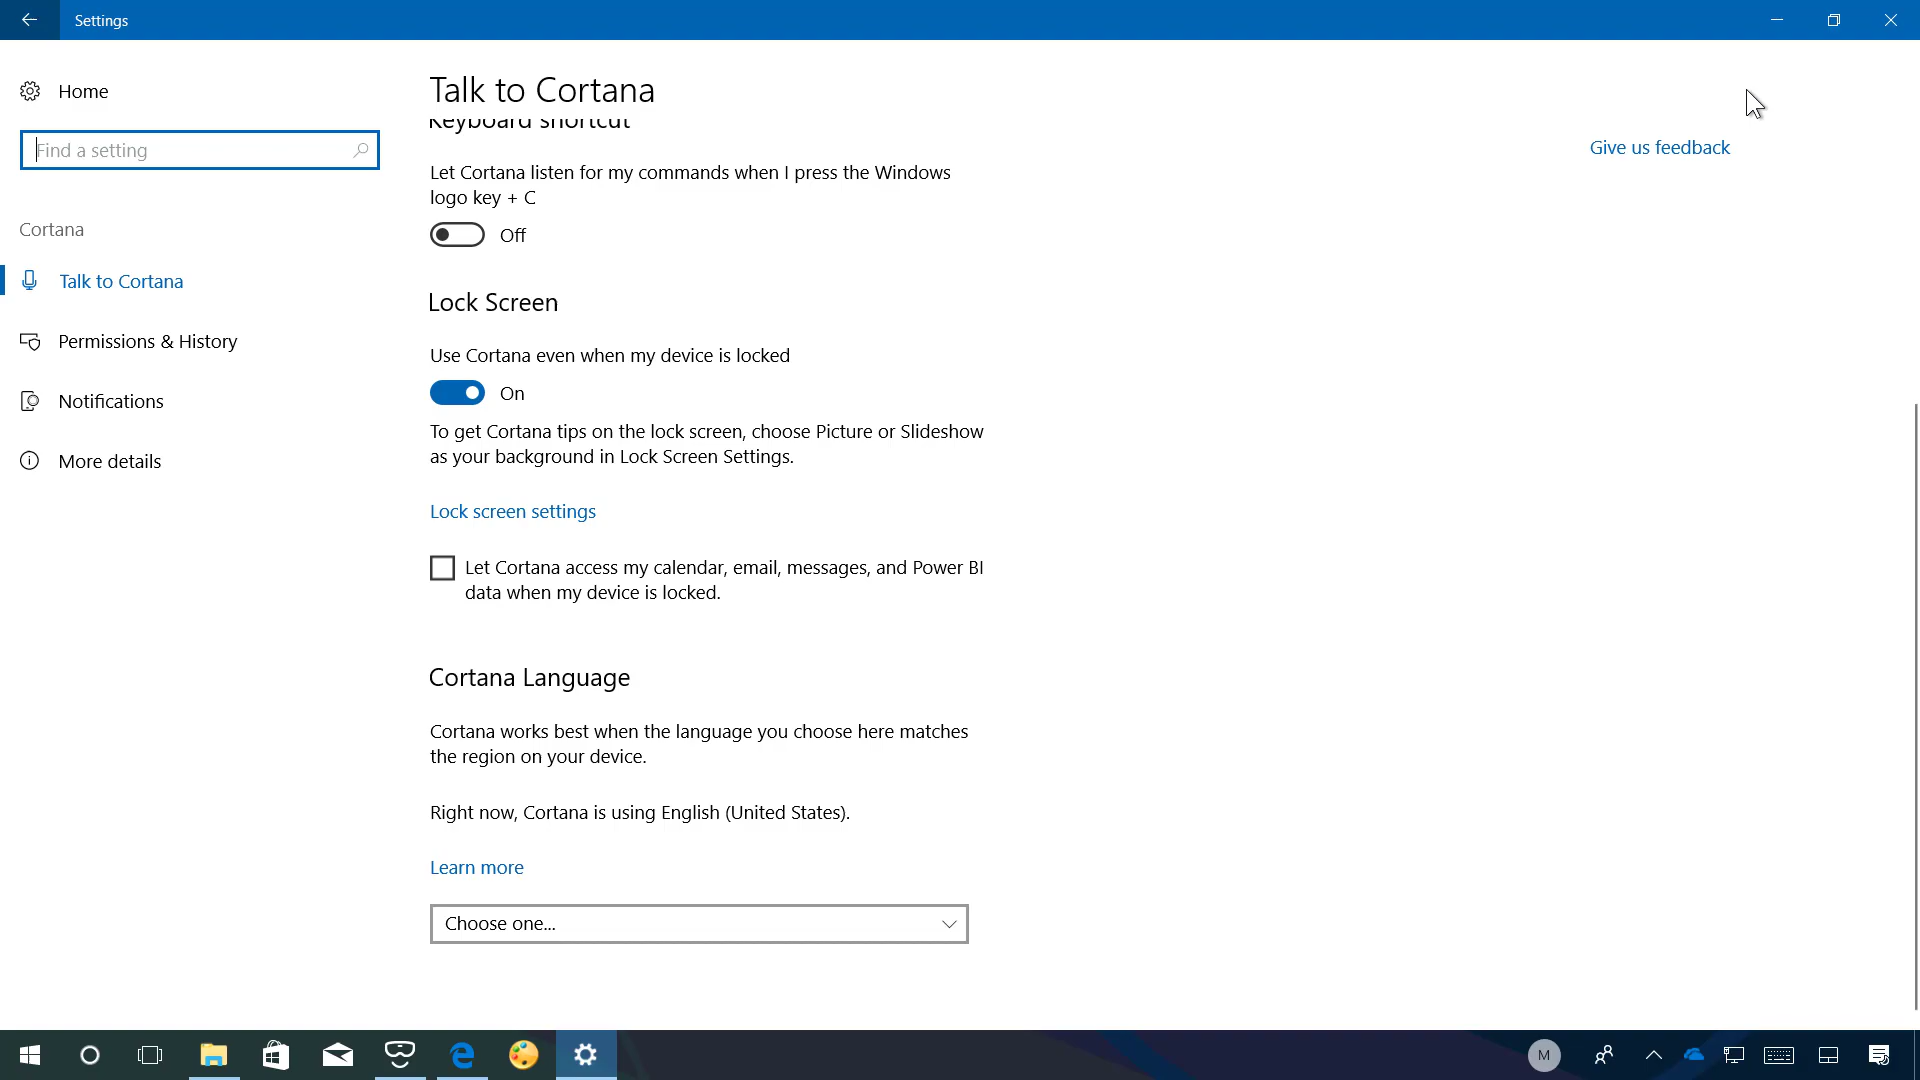 Settings
Home
Find a setting
Cortana
Talk to Cortana
Permissions & History
Notifications
More details
Talk to Cortana
Keyboard shortcut
Let Cortana listen for my commands when I press the Windows
logo key + C
Off
Lock Screen
Use Cortana even when my device is locked
On
To get Cortana tips on the lock screen, choose Picture or Slideshow
as your background in Lock Screen Settings.
Lock screen settings
Let Cortana access my calendar, email, messages, and Power BI
data when my device is locked.
Cortana Language
Cortana works best when the language you choose here matches
the region on your device.
Right now, Cortana is using English (United States).
Learn more
Choose one...
Give us feedback
M